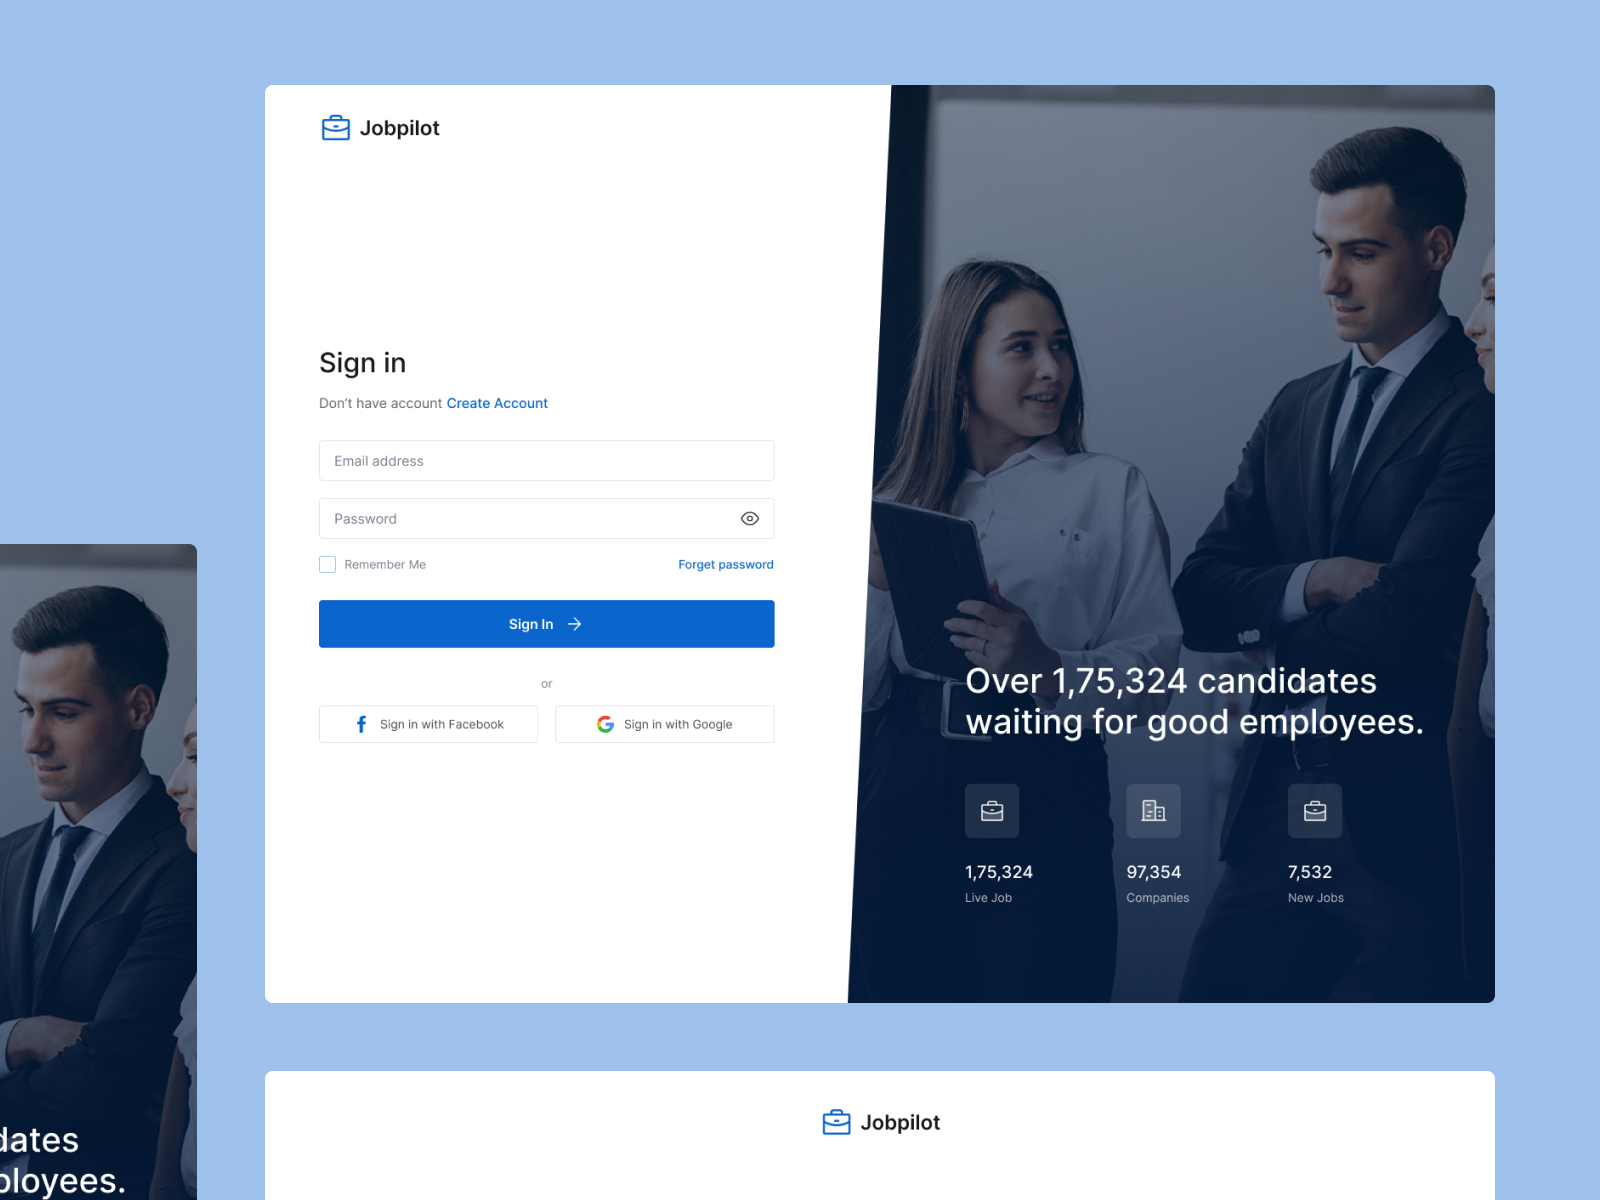 Jobpilot
Sign in
Don't have account Create Account
Email address
Password
Remember Me
Forget password
Sign In
or
Sign in with Facebook
Sign in with Google
Over 1,75,324 candidates
waiting for good employees.
1,75,324
Live Job
97,354
Companies
7,532
New Jobs
dates
ployees.
Jobpilot